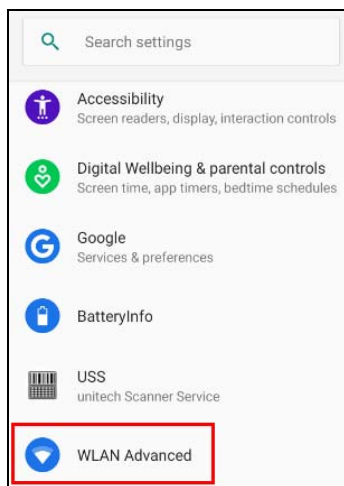 Search settings
Accessibility
Screen readers, display, interaction controls
Digital Wellbeing & parental controls
Screen time, app timers, bedtime schedules
Google
Services & preferences
BatteryInfo
USS
unitech Scanner Service
WLAN Advanced